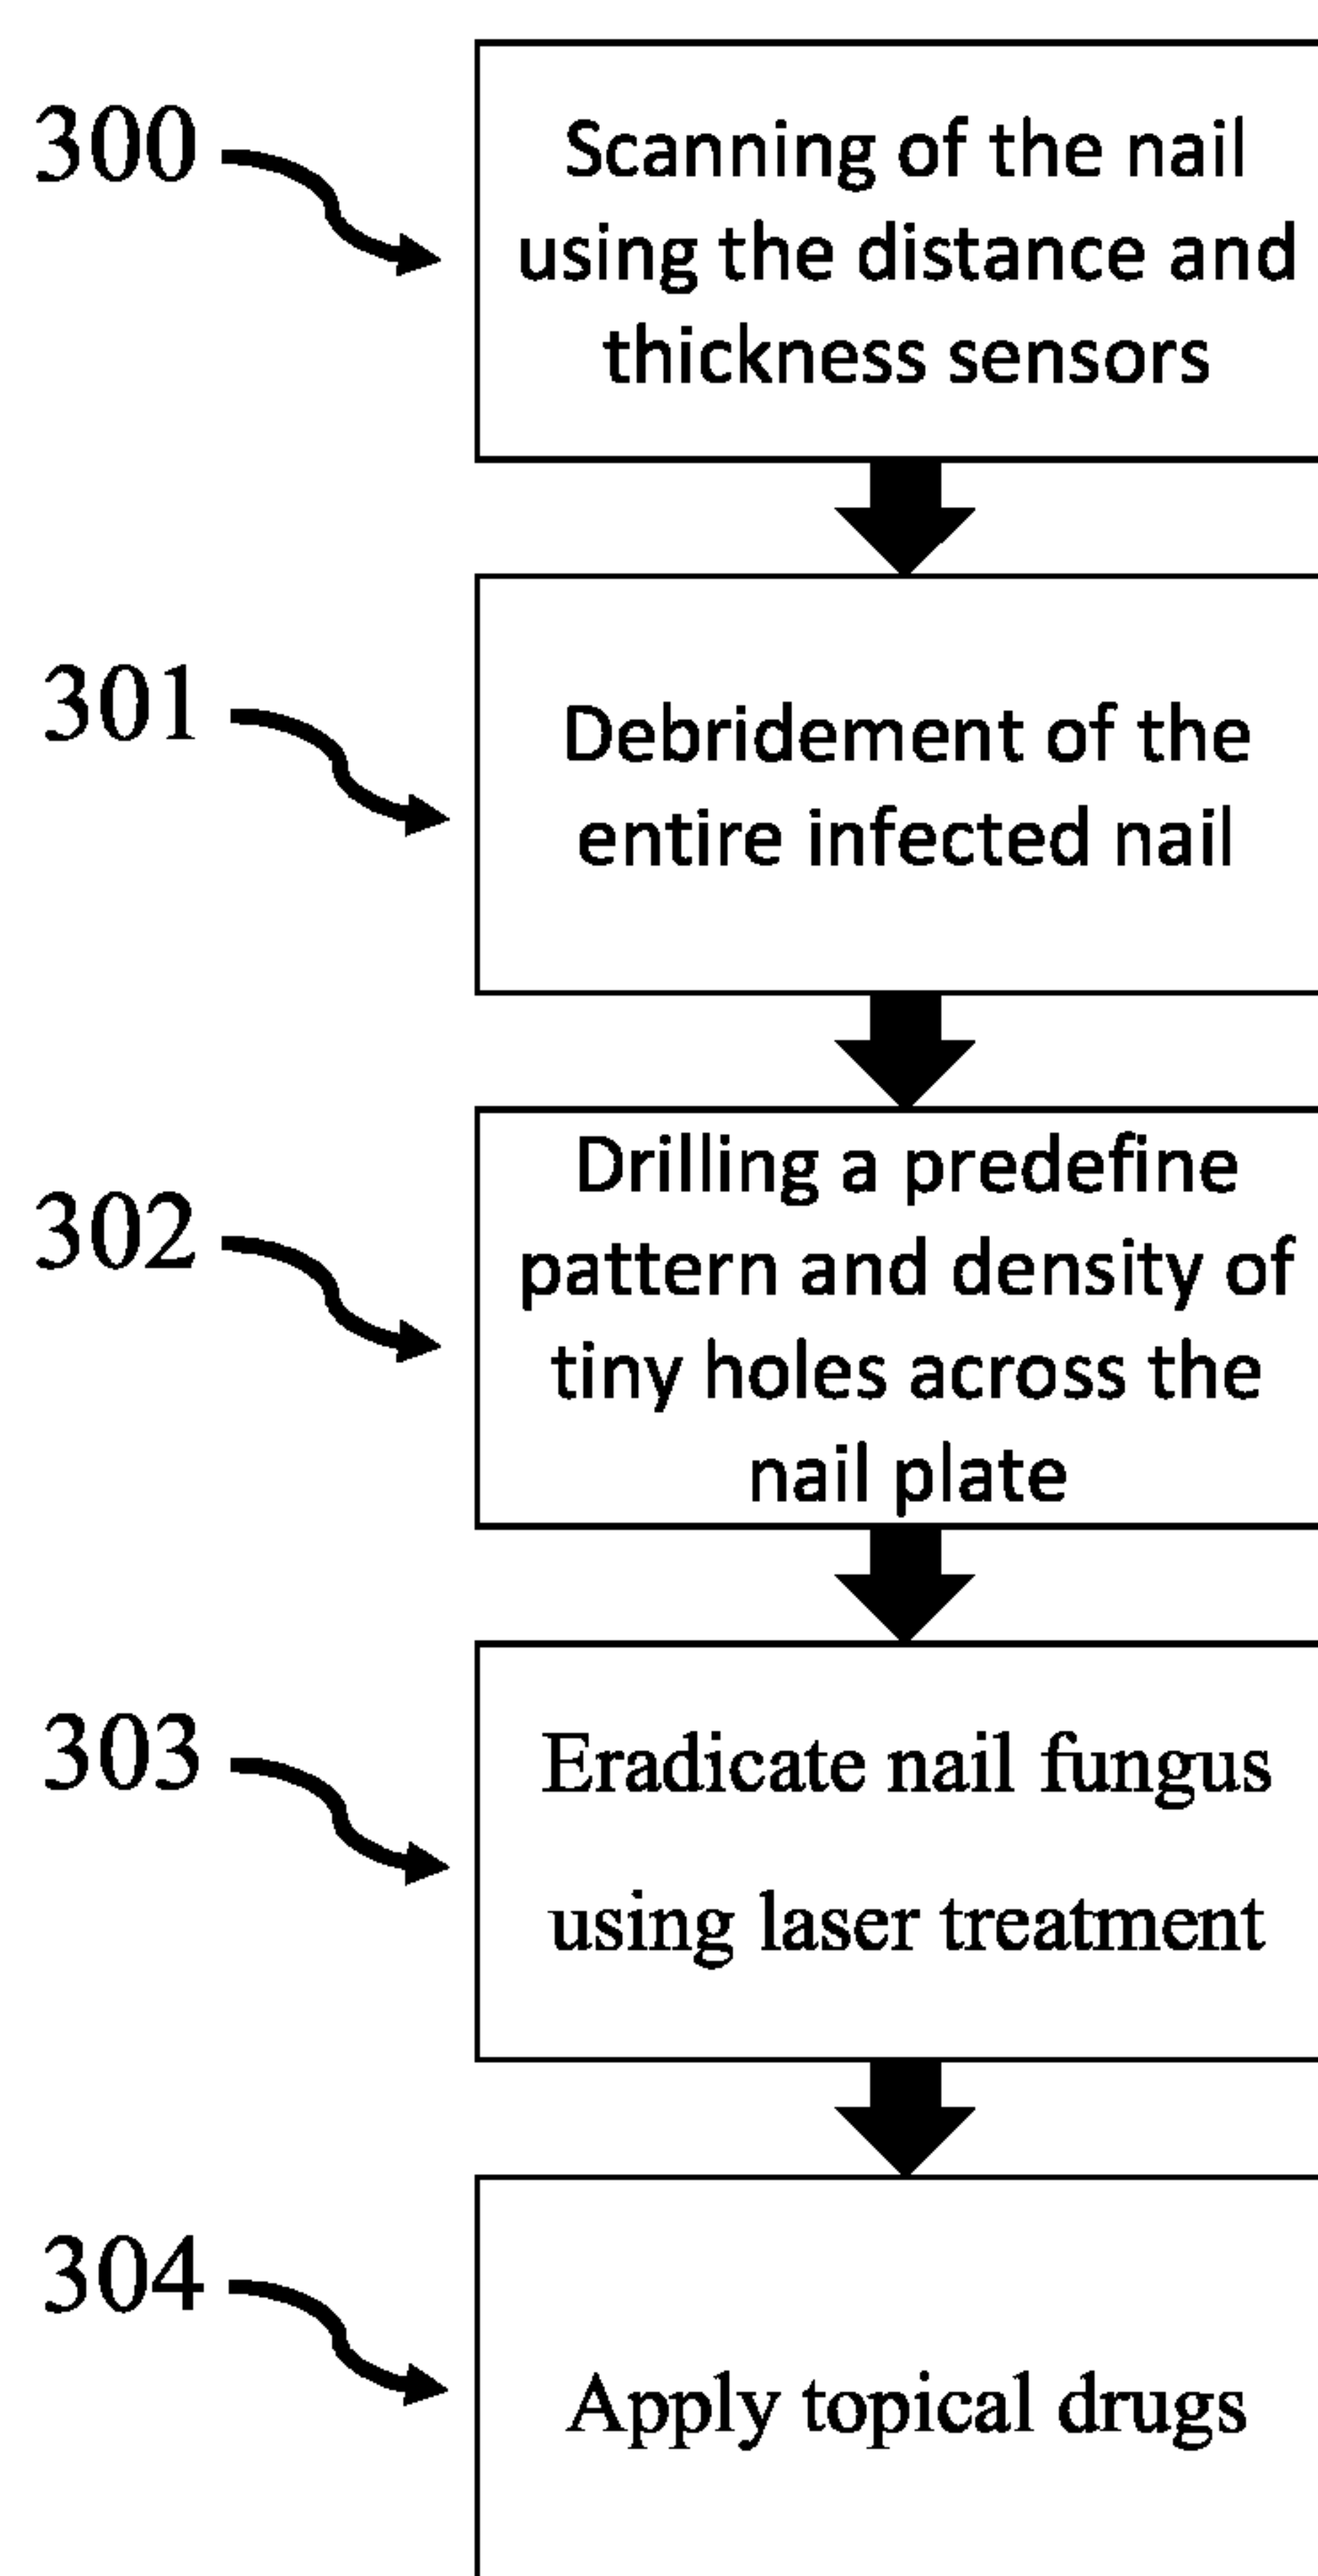 300
Scanning of the nail
using the distance and
thickness sensors
301
Debridement of the
entire infected nail
302
Drilling a predefine
pattern and density of
tiny holes across the
nail plate
303
Eradicate nail fungus
using laser treatment
304
Apply topical drugs